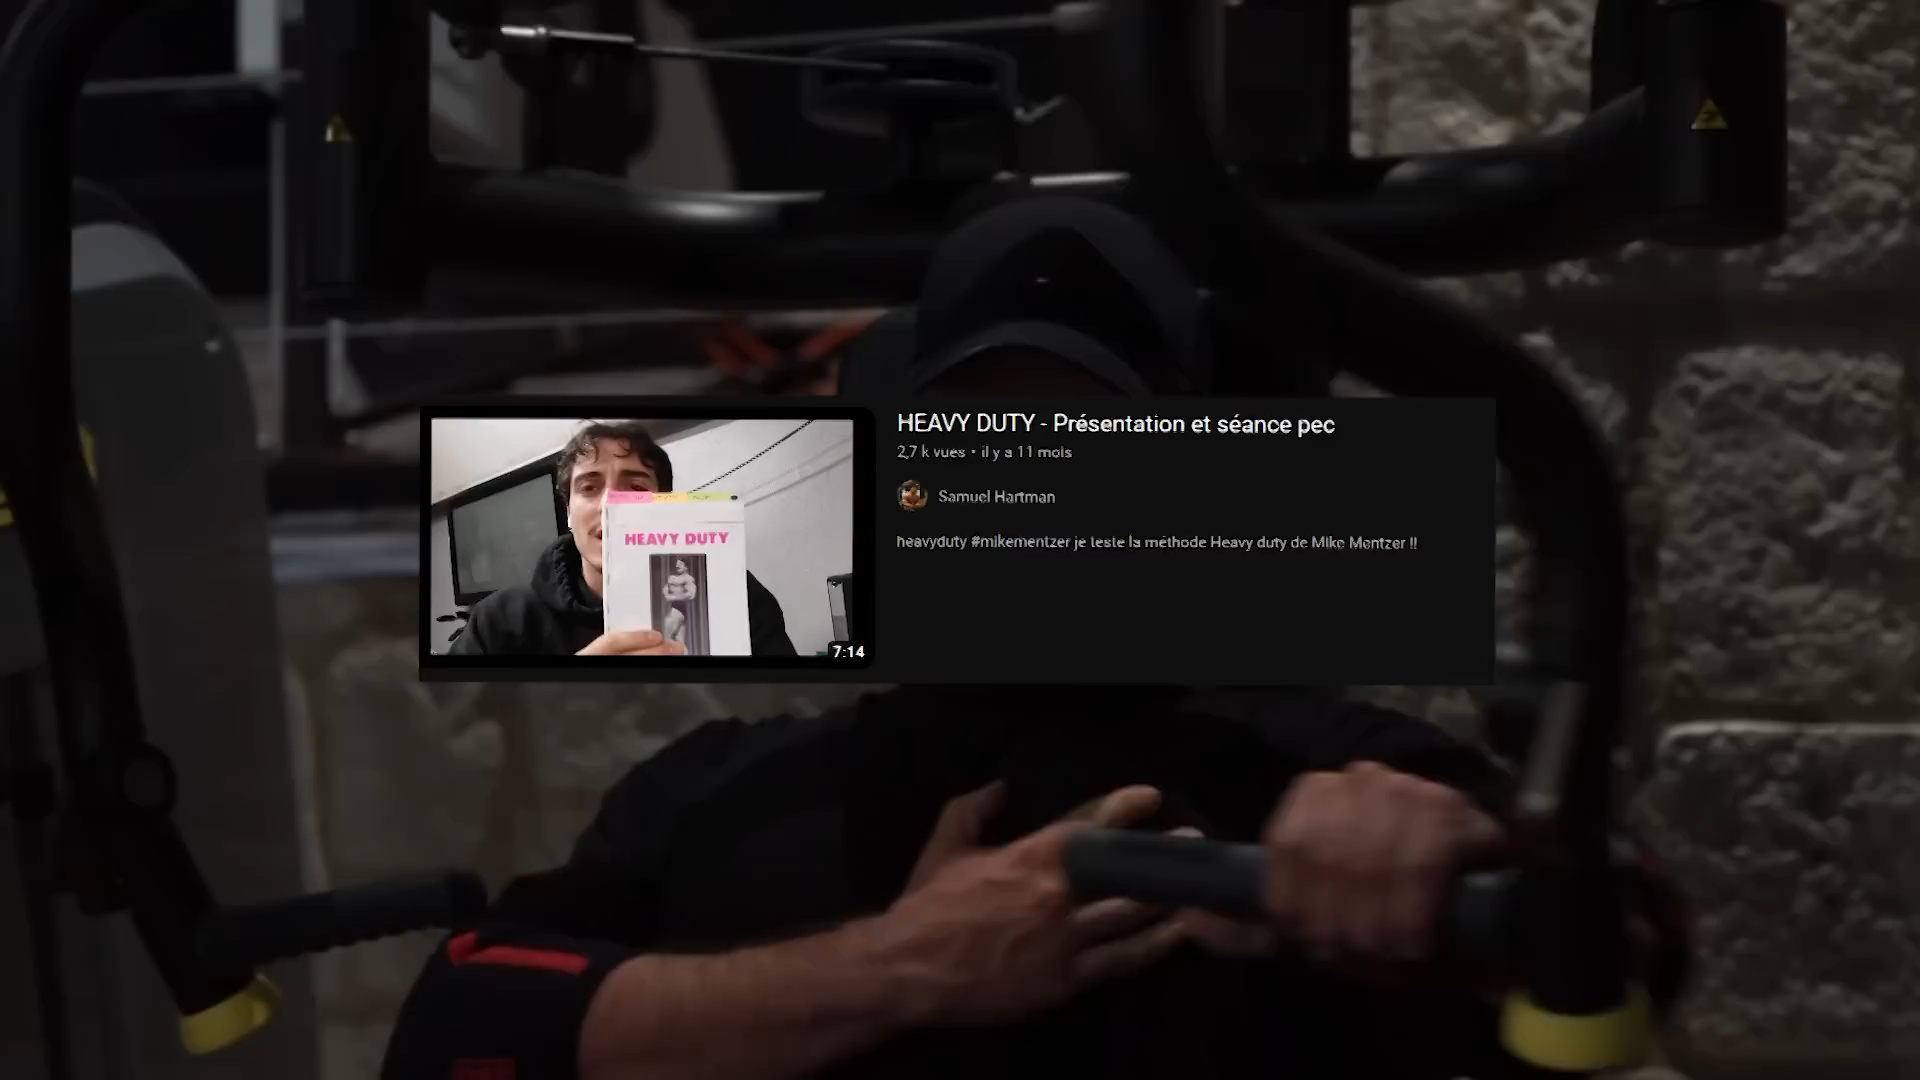 HEAVY DUTY - Présentation et séance pec
2,7 k vues • il y a 11 mois
Samuel Hartman
heavyduty #mikementzer je teste la méthode Heavy duty de Mike Mentzer !!
HEAVY DUTY
7:14